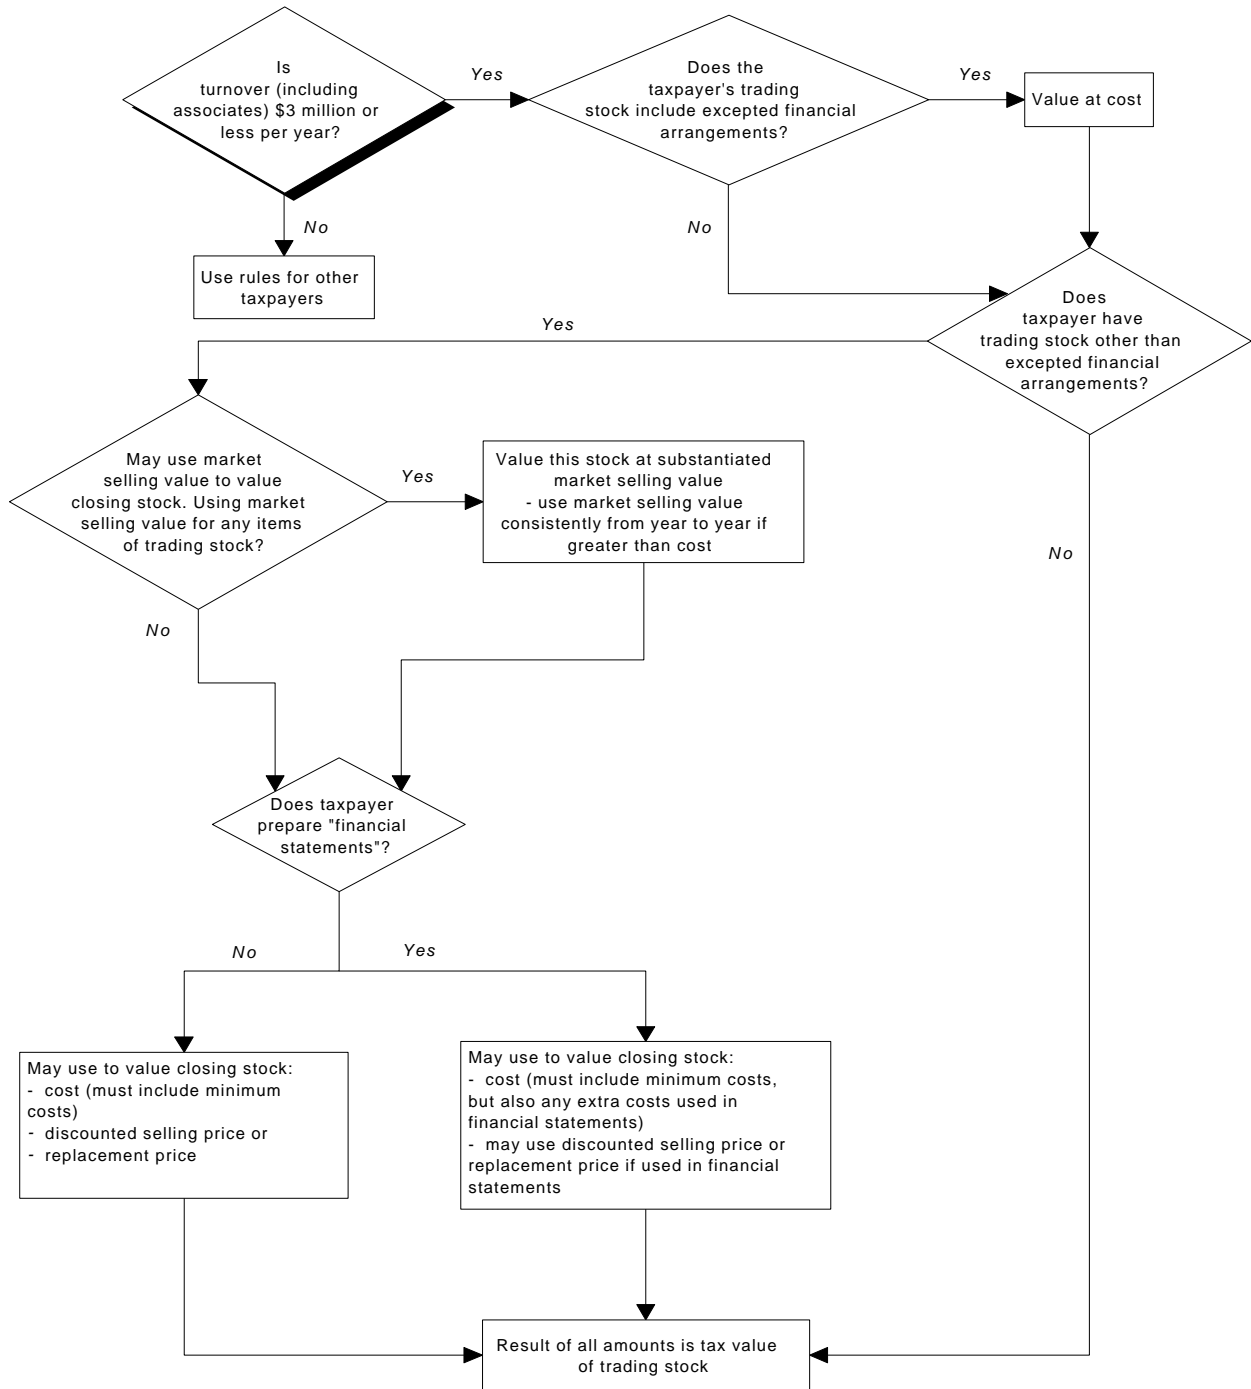 Is
turnover (including
associates) $3 million or
less per year?
Yes
Does the
taxpayer's trading
stock include excepted financial
arrangements?
Yes
Value at cost
No
Use rules for other
taxpayers
No
Does
taxpayer have
trading stock other than
excepted financial
arrangements?
Yes
May use market
selling value to value
closing stock. Using market
selling value for any items
of trading stock?
Yes
Value this stock at substantiated
market selling value
- use market selling value
consistently from year to year if
greater than cost
No
No
Does taxpayer
prepare "financial
statements"?
No
Yes
May use to value closing stock:
- cost (must include minimum
costs)
- discounted selling price or
- replacement price
May use to value closing stock:
- cost (must include minimum costs,
but also any extra costs used in
financial statements)
- may use discounted selling price or
replacement price if used in financial
statements
Result of all amounts is tax value
of trading stock